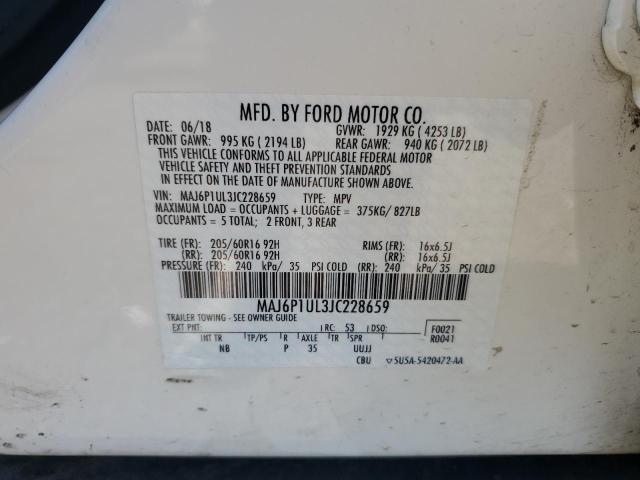 MFD. BY FORD MOTOR CO.
DATE: 06/18 GVWR: 1929 KG ( 4253 LB)
FRONT GAWR: 995 KG ( 2194 LB) REAR GAWR: 940 KG ( 2072 LB)
THIS VEHICLE CONFORMS TO ALL APPLICABLE FEDERAL MOTOR
VEHICLE SAFETY AND THEFT PREVENTION STANDARDS
IN EFFECT ON THE DATE OF MANUFACTURE SHOWN ABOVE.
VIN: MAJ6P1UL3JC228659 TYPE: MPV
MAXIMUM LOAD = OCCUPANTS + LUGGAGE = 375KG/ 827LB
OCCUPANTS = 5 TOTAL; 2 FRONT, 3 REAR
TIRE (FR): 205/60R16 92H RIMS (FR): 16x6.5J
(RR): 205/60R16 92H (RR): 16x6.5J
PRESSURE (FR): 240 kPa/ 35 PSI COLD (RR): 240 kPa/ 35 PSI COLD
MAJ6P1UL3JC228659
TRAILER TOWING - SEE OWNER GUIDE
EXT PNT: RC: 53 DSO: F0021
INT TR TP/PS R AXLE TR SPR R0041
NB P 35 UUJJ
CBU 5U5A-5420472-AA